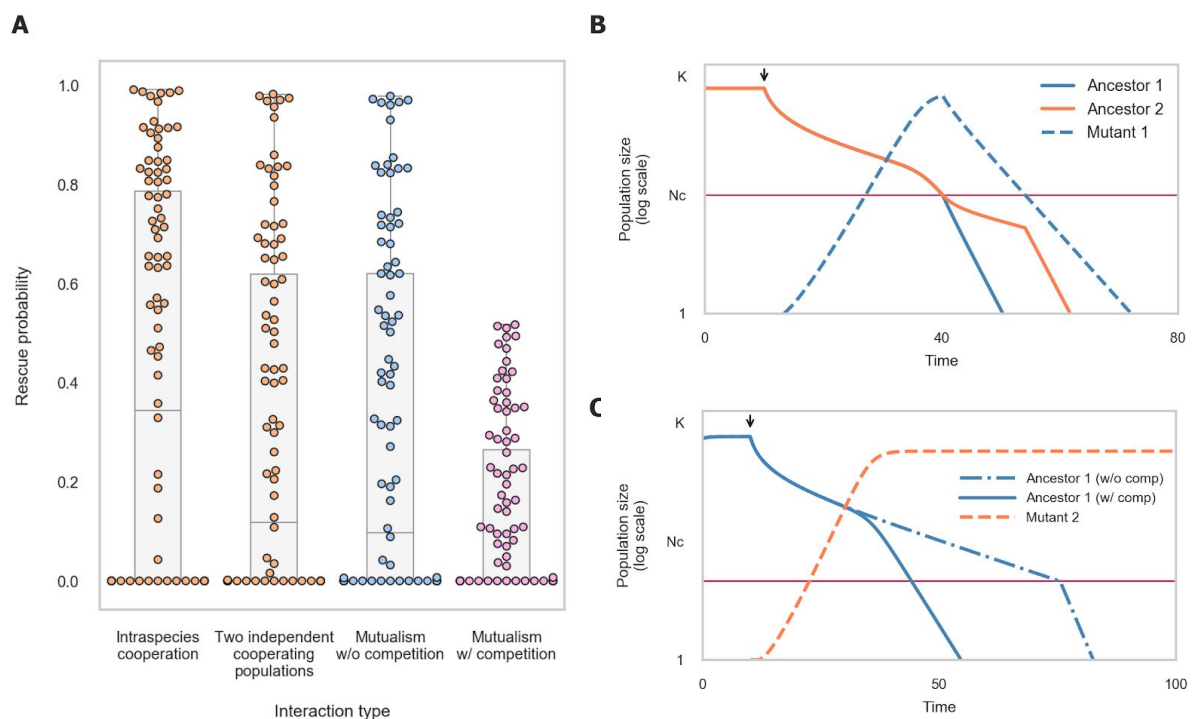 A
1.0
0.8
0.6
0.4
0.2
0.0
Rescue probability
Intraspecies
cooperation
Two independent
cooperating
populations
Mutualism
w/o competition
Mutualism
w/ competition
Interaction type
B
K
Nc
1
Population size
(log scale)
Ancestor 1
Ancestor 2
Mutant 1
0
40
80
Time
C
K
Nc
1
Population size
(log scale)
Ancestor 1 (w/o comp)
Ancestor 1 (w/ comp)
Mutant 2
0
50
100
Time